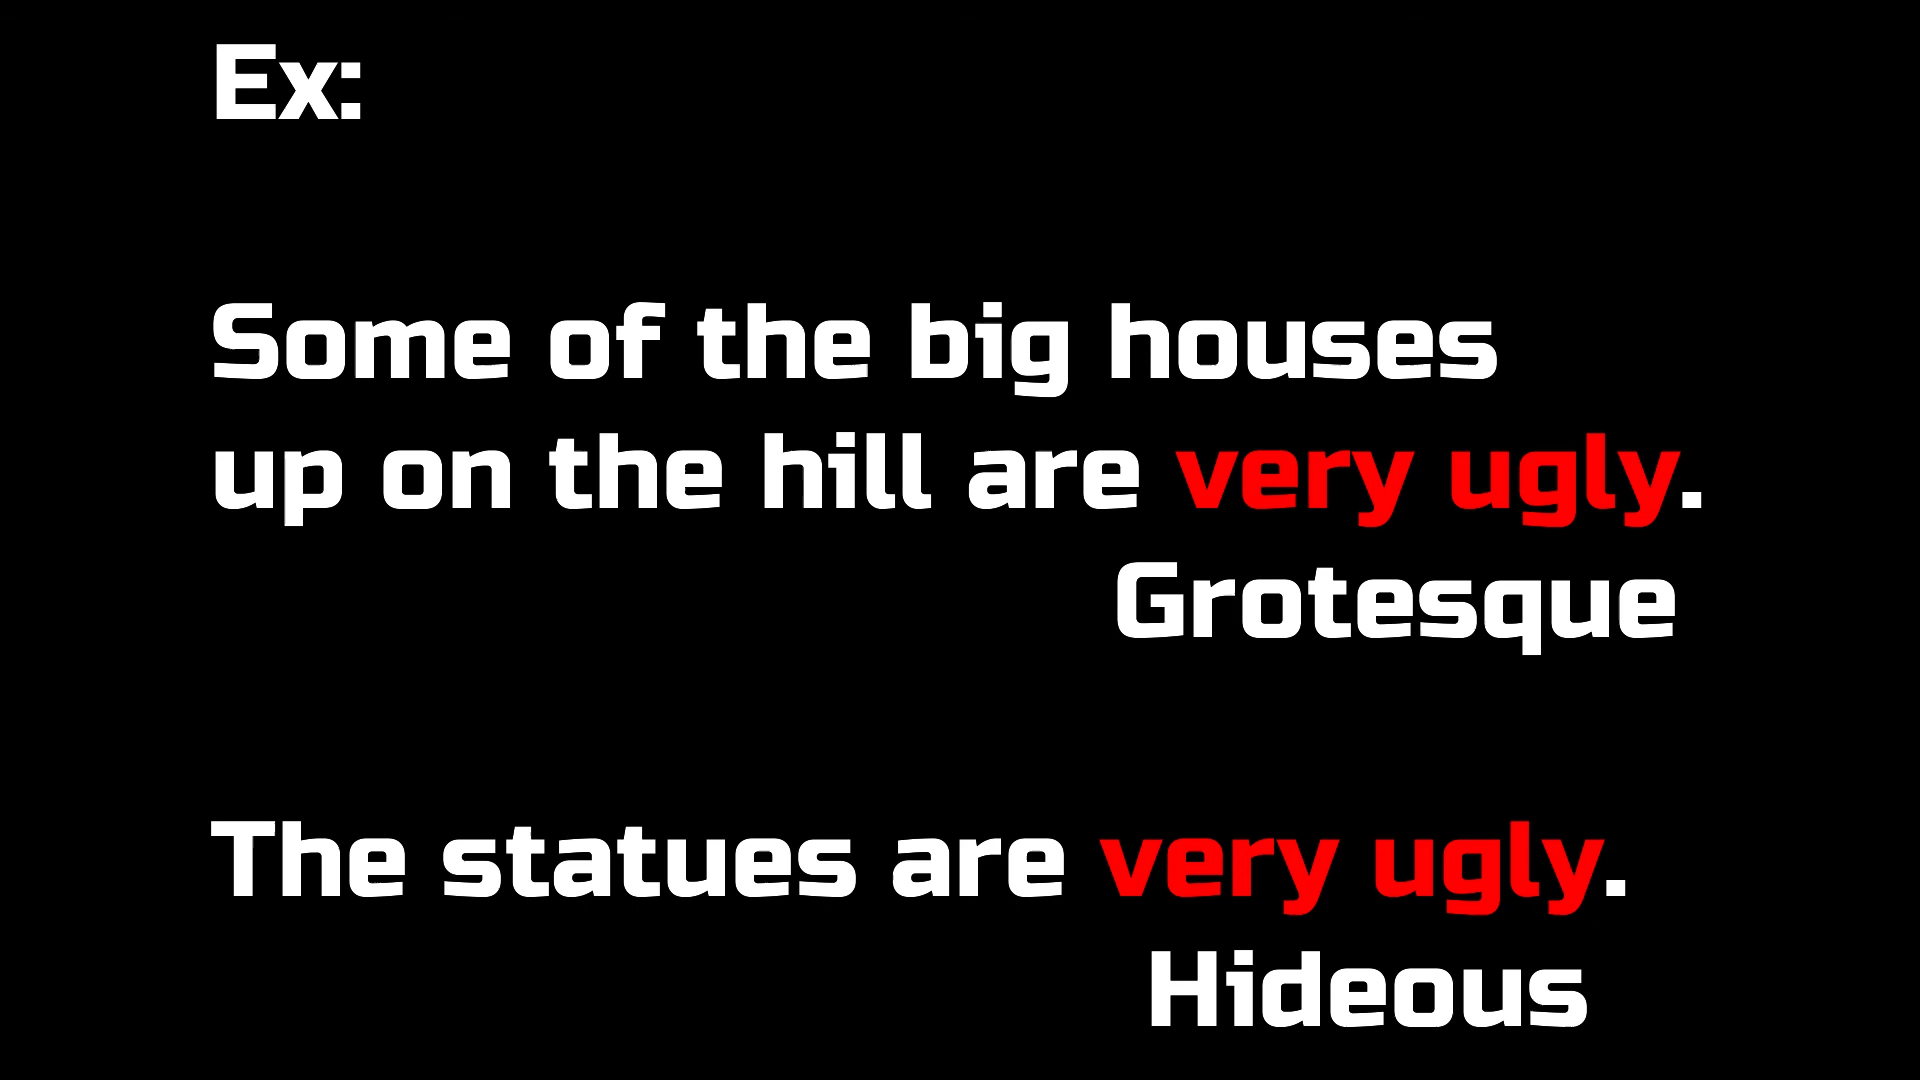 Ex:
Some of the big houses
up on the hill are very ugly.
Grotesque
The statues are very ugly.
Hideous